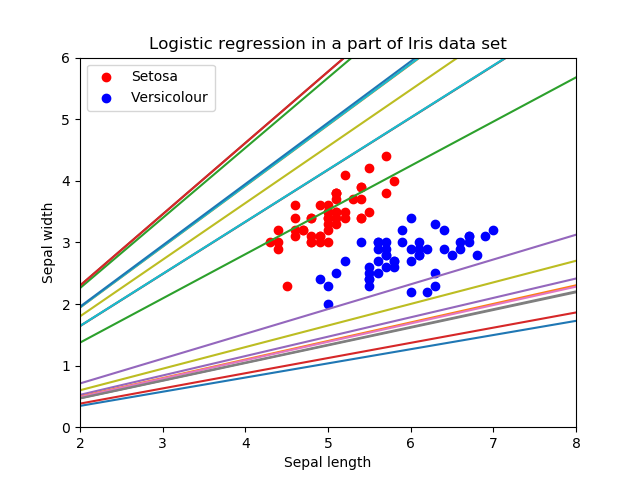 Logistic regression in a part of Iris data set
Setosa
Versicolour
Sepal width
6
5
4
3
2
1
0
2 3 4 5 6 7 8
Sepal length